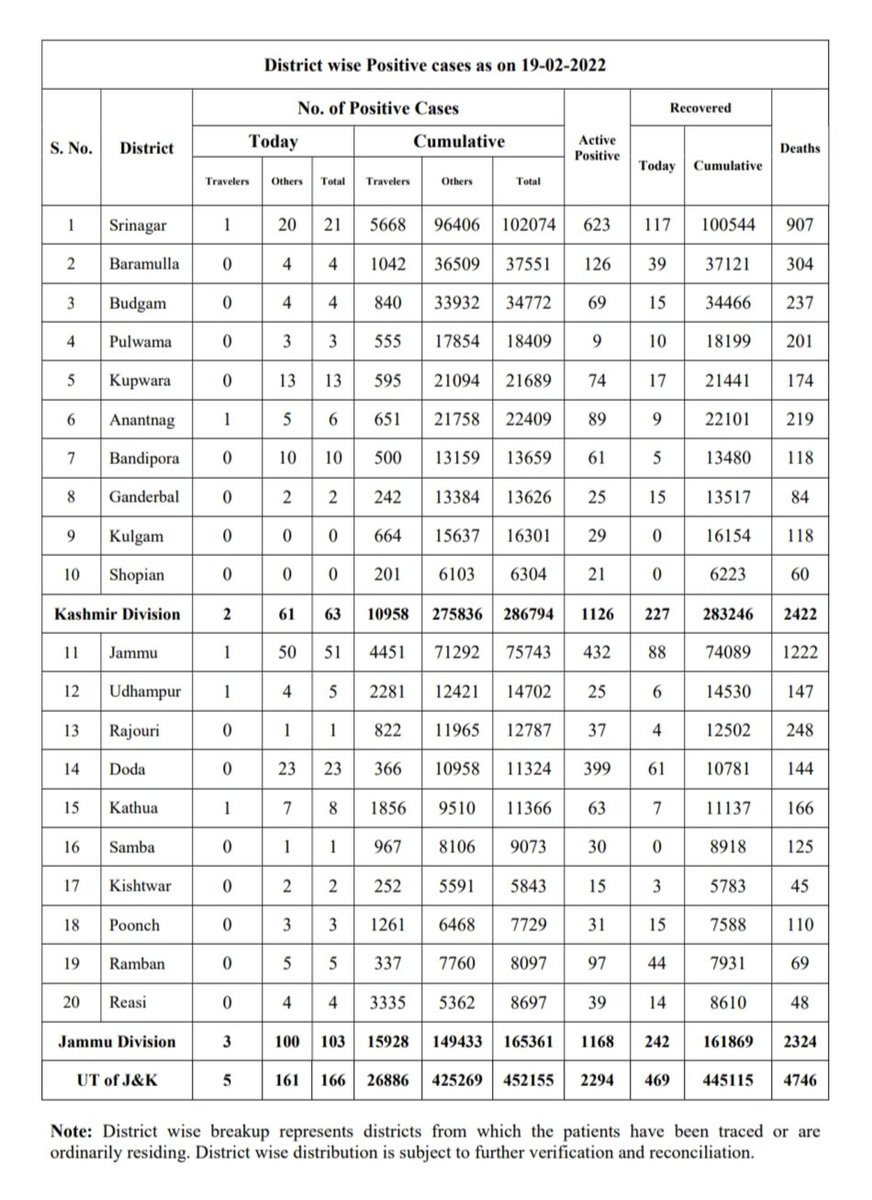 District wise Positive cases as on 19-02-2022
S. No. District No. of Positive Cases Active Positive Recovered Deaths
Today Cumulative Today Cumulative
Travelers Others Total Travelers Others Total
1 Srinagar 1 20 21 5668 96406 102074 623 117 100544 907
2 Baramulla 0 4 4 1042 36509 37551 126 39 37121 304
3 Budgam 0 4 4 840 33932 34772 69 15 34466 237
4 Pulwama 0 3 3 555 17854 18409 9 10 18199 201
5 Kupwara 0 13 13 595 21094 21689 74 17 21441 174
6 Anantnag 1 5 6 651 21758 22409 89 9 22101 219
7 Bandipora 0 10 10 500 13159 13659 61 5 13480 118
8 Ganderbal 0 2 2 242 13384 13626 25 15 13517 84
9 Kulgam 0 0 0 664 15637 16301 29 0 16154 118
10 Shopian 0 0 0 201 6103 6304 21 0 6223 60
Kashmir Division 2 61 63 10958 275836 286794 1126 227 283246 2422
11 Jammu 1 50 51 4451 71292 75743 432 88 74089 1222
12 Udhampur 1 4 5 2281 12421 14702 25 6 14530 147
13 Rajouri 0 1 1 822 11965 12787 37 4 12502 248
14 Doda 0 23 23 366 10958 11324 399 61 10781 144
15 Kathua 1 7 8 1856 9510 11366 63 7 11137 166
16 Samba 0 1 1 967 8106 9073 30 0 8918 125
17 Kishtwar 0 2 2 252 5591 5843 15 3 5783 45
18 Poonch 0 3 3 1261 6468 7729 31 15 7588 110
19 Ramban 0 5 5 337 7760 8097 97 44 7931 69
20 Reasi 0 4 4 3335 5362 8697 39 14 8610 48
Jammu Division 3 100 103 15928 149433 165361 1168 242 161869 2324
UT of J&K 5 161 166 26886 425269 452155 2294 469 445115 4746
Note: District wise breakup represents districts from which the patients have been traced or are
ordinarily residing. District wise distribution is subject to further verification and reconciliation.